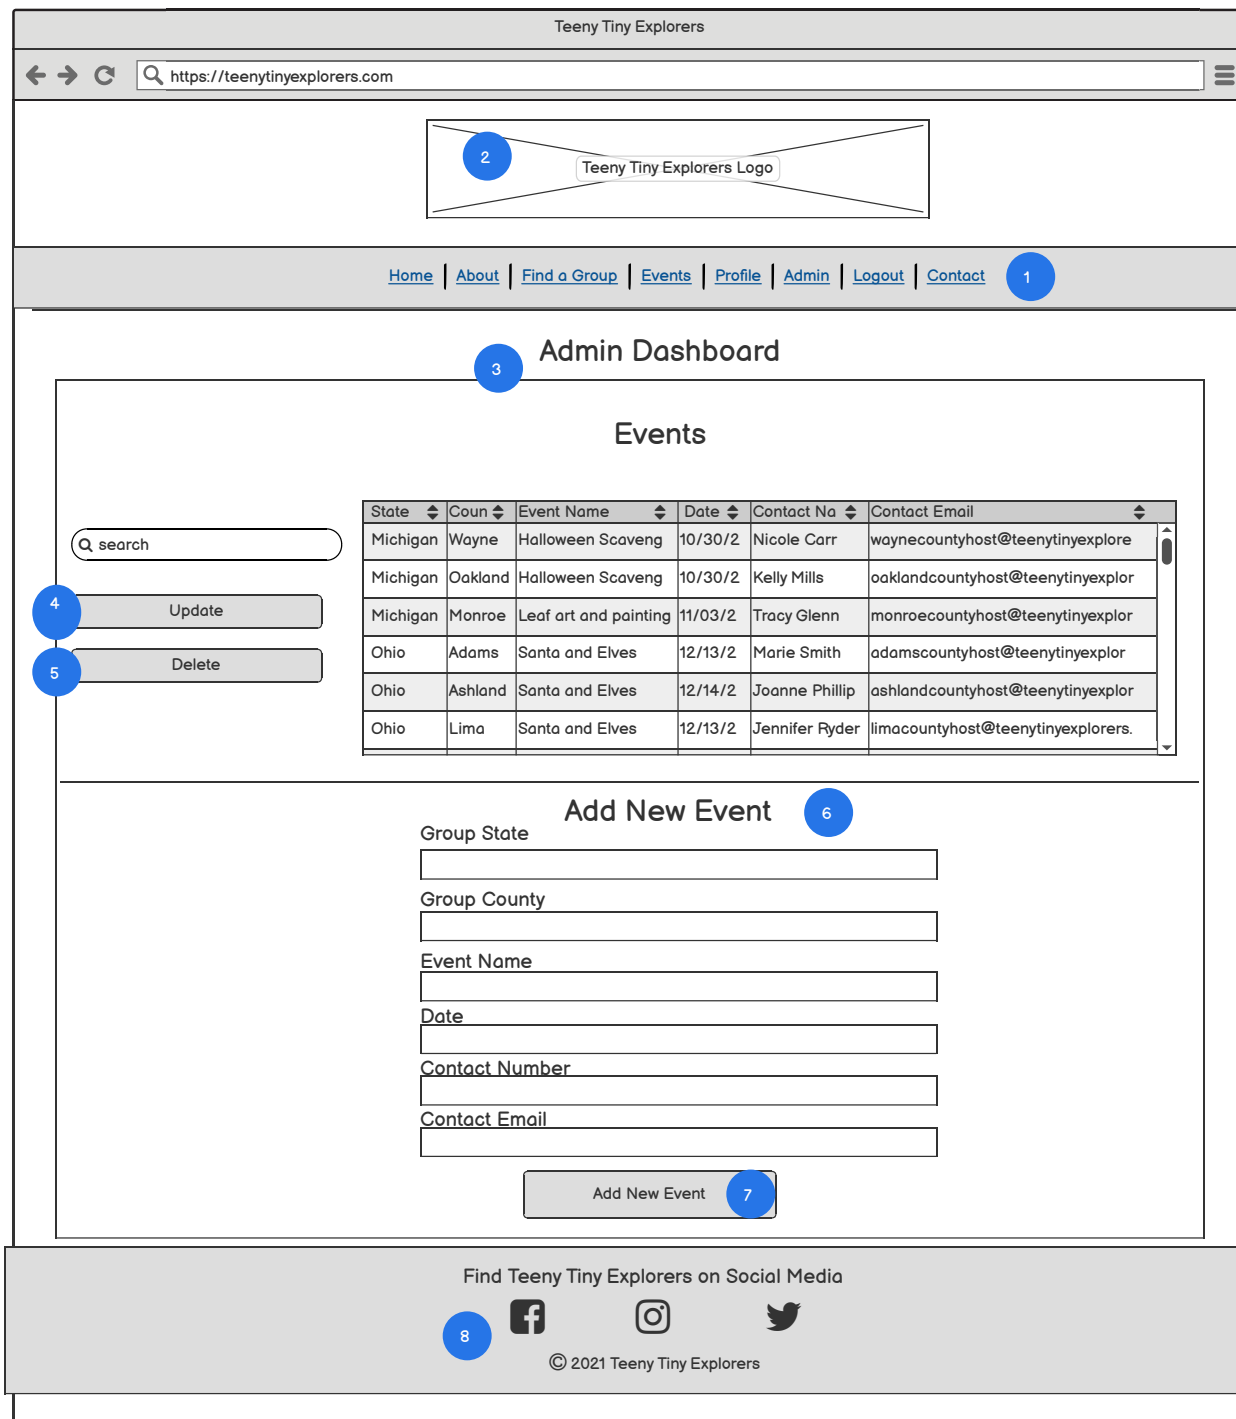 Teeny Tiny Explorers
https://teenytinyexplorers.com
2
Teeny Tiny Explorers Logo
Home About Find a Group Events Profile Admin Logout Contact 1
Admin Dashboard
3
Events
State Coun Event Name Date Contact Na Contact Email
search
Michigan Wayne Halloween Scaveng 10/30/2 Nicole Carr waynecountyhost@teenytinyexplore
Michigan Oakland Halloween Scaveng 10/30/2 Kelly Mills oaklandcountyhost@teenytinyexplor
4 Update
Michigan Monroe Leaf art and painting 11/03/2 Tracy Glenn monroecountyhost@teenytinyexplor
Ohio Adams Santa and Elves 12/13/2 Marie Smith adamscountyhost@teenytinyexplor
5 Delete
Ohio Ashland Santa and Elves 12/14/2 Joanne Phillip ashlandcountyhost@teenytinyexplor
Ohio Lima Santa and Elves 12/13/2 Jennifer Ryder limacountyhost@teenytinyexplorers.
Add New Event 6
Group State
Group County
Event Name
Date
Contact Number
Contact Email
Add New Event 7
Find Teeny Tiny Explorers on Social Media
8
© 2021 Teeny Tiny Explorers